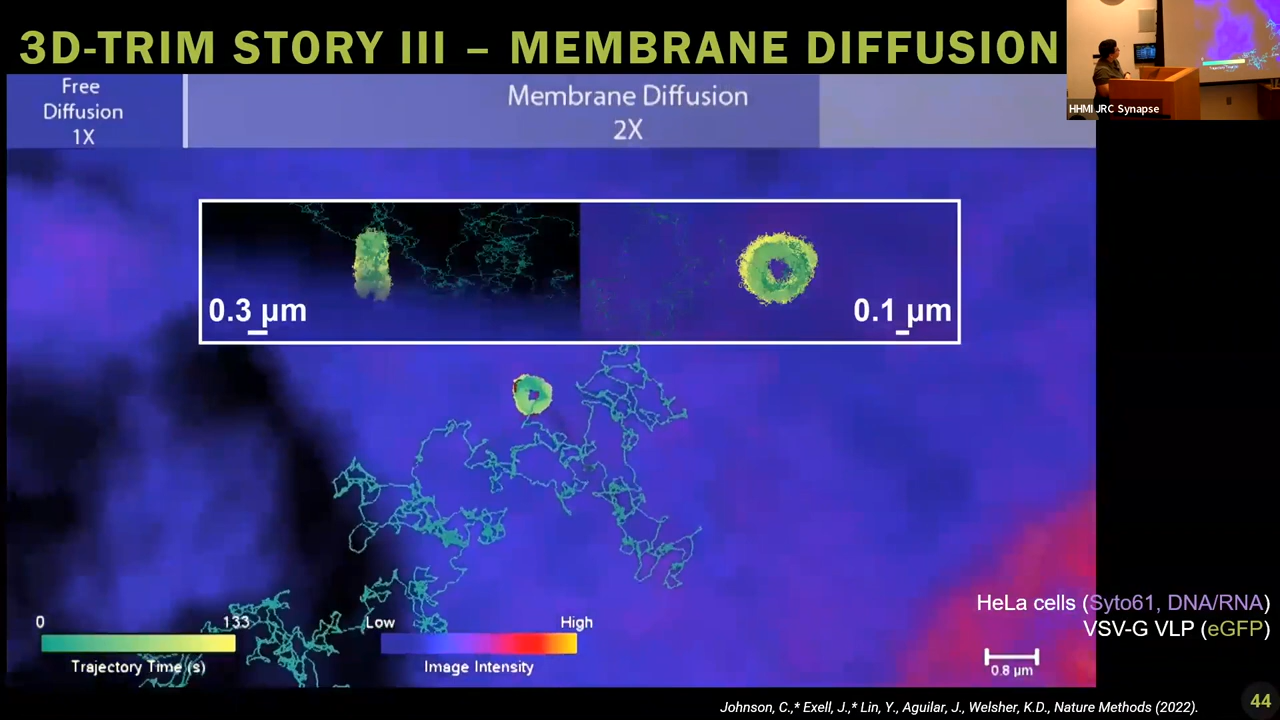 3D-TRIM STORY III – MEMBRANE DIFFUSION
HHMI JRC Synapse
Free
Diffusion
1X
Membrane Diffusion
2X
0.3 µm
0.1 µm
0
133
Trajectory Time (s)
Low
High
Image Intensity
0.8 µm
HeLa cells (Syto61, DNA/RNA)
VSV-G VLP (eGFP)
Johnson, C.,* Exell, J.,* Lin, Y., Aguilar, J., Welsher, K.D., Nature Methods (2022).
44